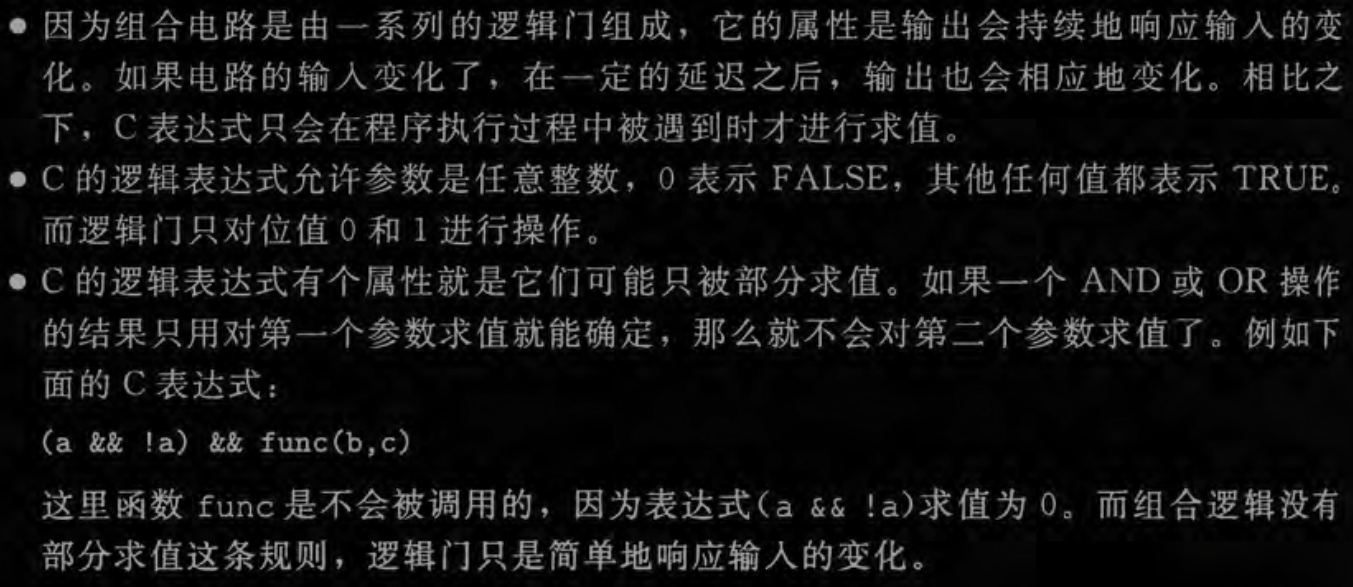 ● 因为组合电路是由一系列的逻辑门组成，它的属性是输出会持续地响应输入的变
化。如果电路的输入变化了，在一定的延迟之后，输出也会相应地变化。相比之
下，C 表达式只会在程序执行过程中被遇到时才进行求值。
● C 的逻辑表达式允许参数是任意整数，0 表示 FALSE，其他任何值都表示 TRUE。
而逻辑门只对位值 0 和 1 进行操作。
● C 的逻辑表达式有个属性就是它们可能只被部分求值。如果一个 AND 或 OR 操作
的结果只用对第一个参数求值就能确定，那么就不会对第二个参数求值了。例如下
面的 C 表达式：
(a && !a) && func(b,c)
这里函数 func 是不会被调用的，因为表达式(a && !a)求值为 0。而组合逻辑没有
部分求值这条规则，逻辑门只是简单地响应输入的变化。